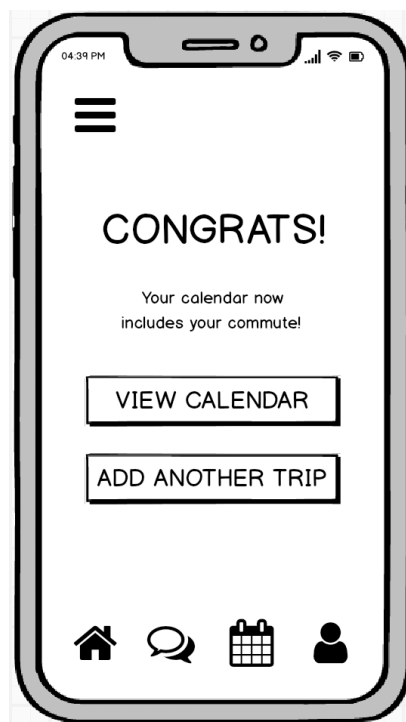 04:39 PM
CONGRATS!
Your calendar now
includes your commute!
VIEW CALENDAR
ADD ANOTHER TRIP